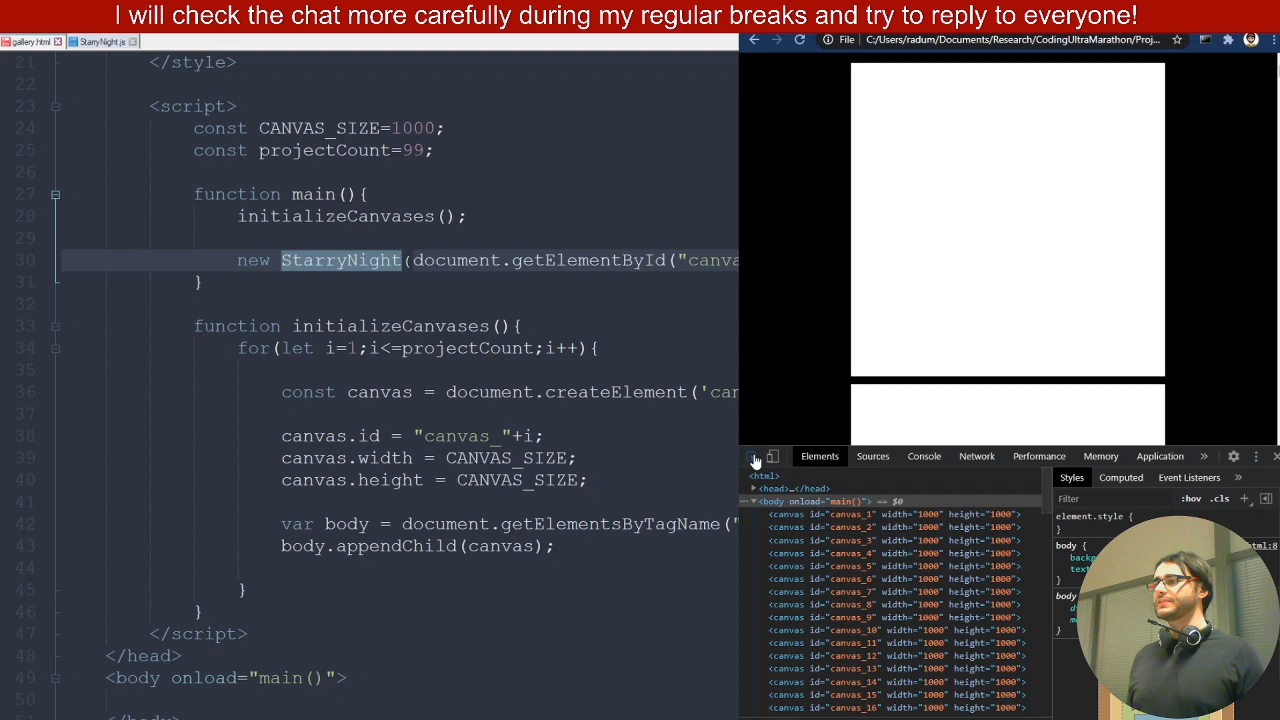 I will check the chat more carefully during my regular breaks and try to reply to everyone!
gallery.html StarryNight.js
File C:/Users/radum/Documents/Research/CodingUltraMarathon/Proj...
21 </style>
22
23 <script>
24 const CANVAS_SIZE=1000;
25 const projectCount=99;
26
27 function main(){
28 initializeCanvases();
29
30 new StarryNight(document.getElementById("canva
31 }
32
33 function initializeCanvases(){
34 for(let i=1;i<=projectCount;i++){
35
36 const canvas = document.createElement('can
37
38 canvas.id = "canvas_"+i;
39 canvas.width = CANVAS_SIZE;
40 canvas.height = CANVAS_SIZE;
41
42 var body = document.getElementsByTagName("
43 body.appendChild(canvas);
44
45 }
46 }
47 </script>
48 </head>
49 <body onload="main()">
50
Elements Sources Console Network Performance Memory Application »
<html>
<head>…</head>
<body onload="main()"> == $0
<canvas id="canvas_1" width="1000" height="1000">
<canvas id="canvas_2" width="1000" height="1000">
<canvas id="canvas_3" width="1000" height="1000">
<canvas id="canvas_4" width="1000" height="1000">
<canvas id="canvas_5" width="1000" height="1000">
<canvas id="canvas_6" width="1000" height="1000">
<canvas id="canvas_7" width="1000" height="1000">
<canvas id="canvas_8" width="1000" height="1000">
<canvas id="canvas_9" width="1000" height="1000">
<canvas id="canvas_10" width="1000" height="1000">
<canvas id="canvas_11" width="1000" height="1000">
<canvas id="canvas_12" width="1000" height="1000">
<canvas id="canvas_13" width="1000" height="1000">
<canvas id="canvas_14" width="1000" height="1000">
<canvas id="canvas_15" width="1000" height="1000">
<canvas id="canvas_16" width="1000" height="1000">
Styles Computed Event Listeners »
Filter :hov .cls +
element.style {
}
body { html:8
}
body